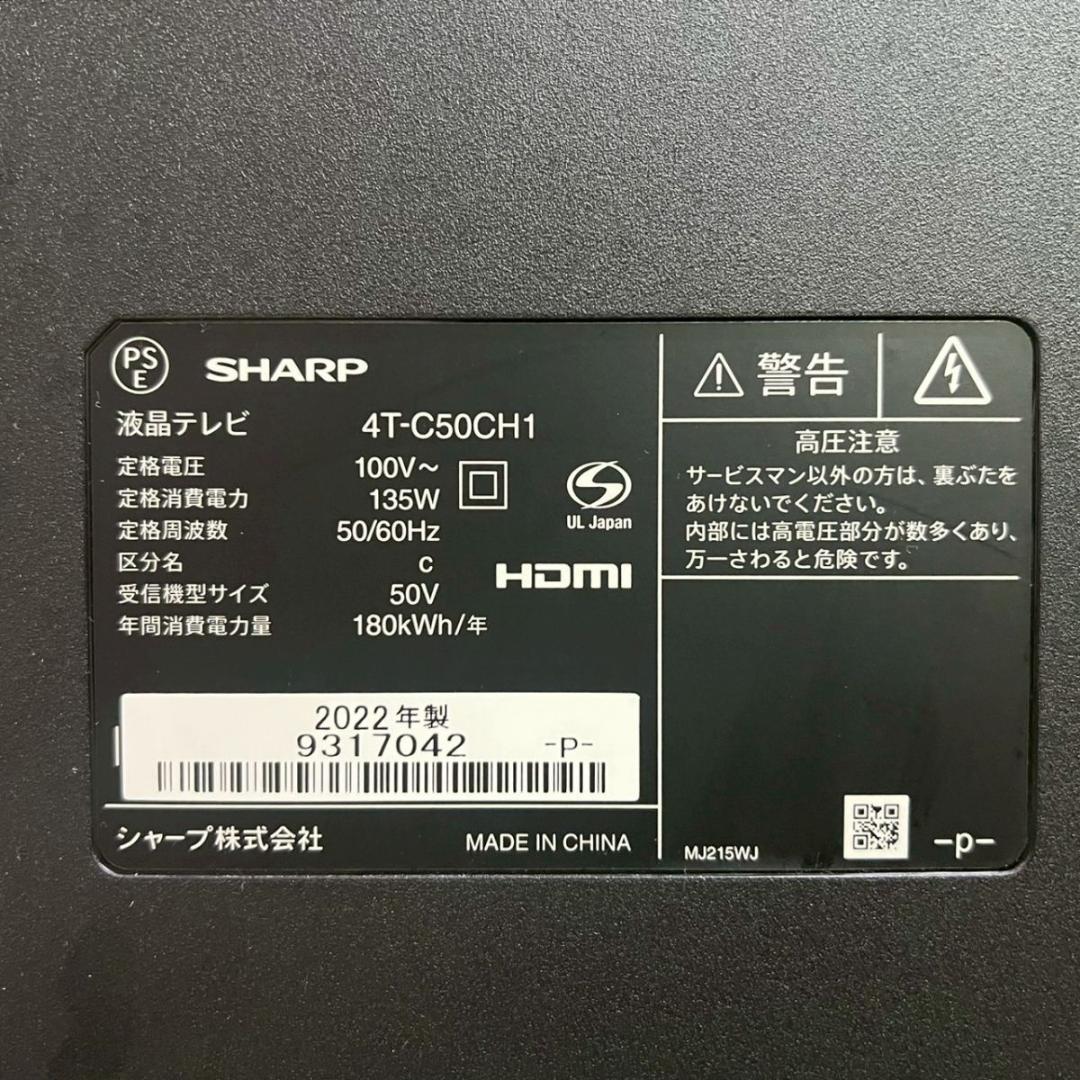 PS
E
SHARP
液晶テレビ 4T-C50CH1
定格電圧 100V~
定格消費電力 135W
定格周波数 50/60Hz
区分名 c
受信機型サイズ 50V
年間消費電力量 180kWh/年
UL Japan
HDMI
2022年製
9317042 -P-
シャープ株式会社 MADE IN CHINA
警告
高圧注意
サービスマン以外の方は、裏ぶたを
あけないでください。
内部には高電圧部分が数多くあり、
万一さわると危険です。
MJ215WJ -p-